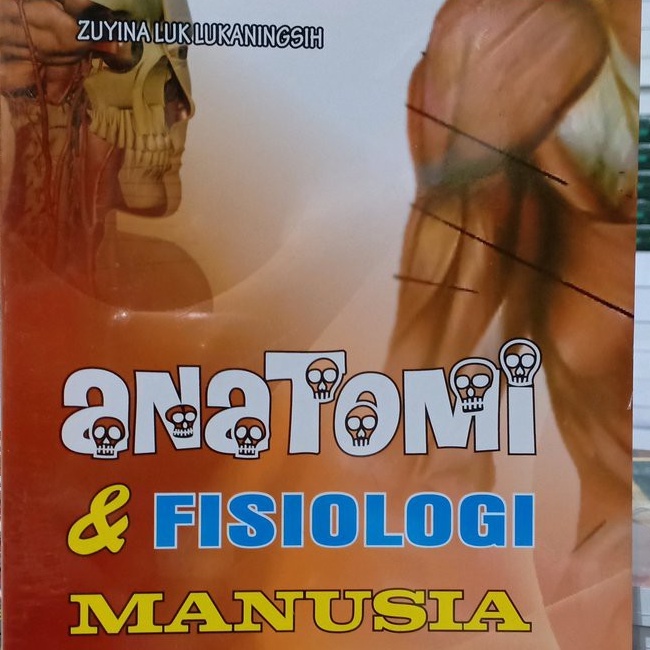 ZUYINA LUK LUKANINGSIH
anatomi
& FISIOLOGI
MANUSIA